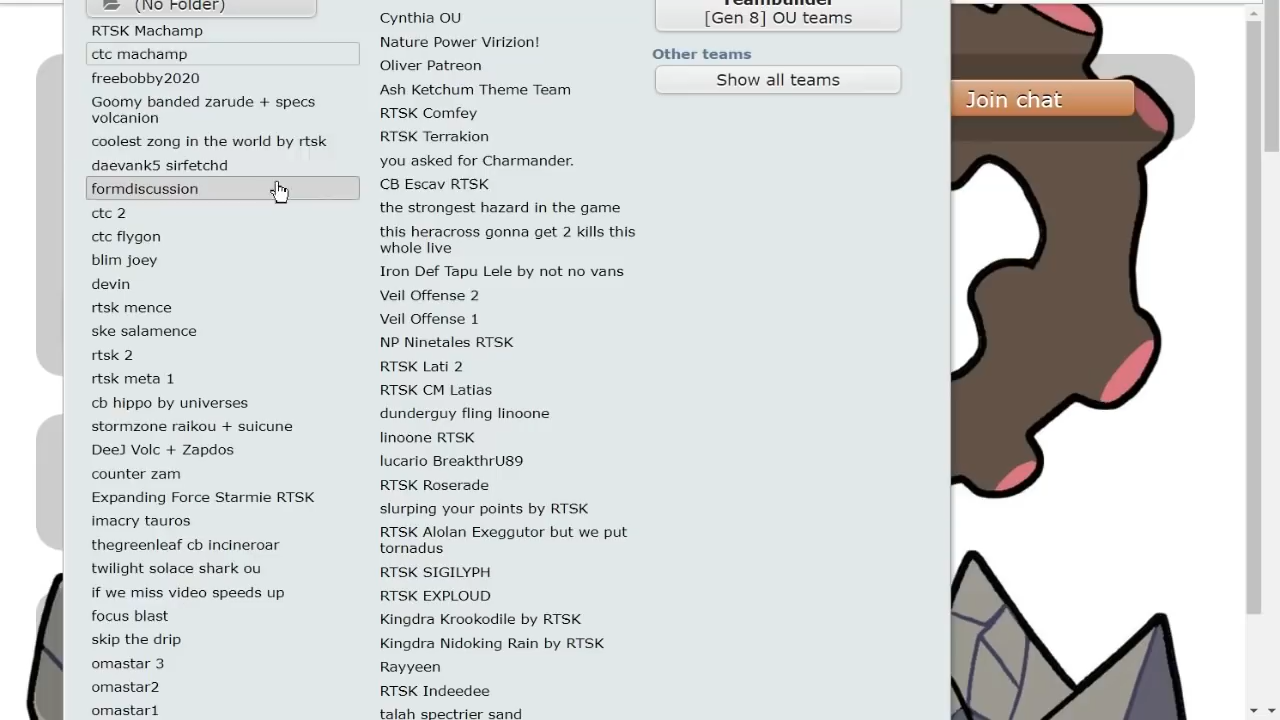 (No Folder)
RTSK Machamp
ctc machamp
freebobby2020
Goomy banded zarude + specs
volcanion
coolest zong in the world by rtsk
daevank5 sirfetchd
formdiscussion
ctc 2
ctc flygon
blim joey
devin
rtsk mence
ske salamence
rtsk 2
rtsk meta 1
cb hippo by universes
stormzone raikou + suicune
DeeJ Volc + Zapdos
counter zam
Expanding Force Starmie RTSK
imacry tauros
thegreenleaf cb incineroar
twilight solace shark ou
if we miss video speeds up
focus blast
skip the drip
omastar 3
omastar2
omastar1
Cynthia OU
Nature Power Virizion!
Oliver Patreon
Ash Ketchum Theme Team
RTSK Comfey
RTSK Terrakion
you asked for Charmander.
CB Escav RTSK
the strongest hazard in the game
this heracross gonna get 2 kills this
whole live
Iron Def Tapu Lele by not no vans
Veil Offense 2
Veil Offense 1
NP Ninetales RTSK
RTSK Lati 2
RTSK CM Latias
dunderguy fling linoone
linoone RTSK
lucario BreakthrU89
RTSK Roserade
slurping your points by RTSK
RTSK Alolan Exeggutor but we put
tornadus
RTSK SIGILYPH
RTSK EXPLOUD
Kingdra Krookodile by RTSK
Kingdra Nidoking Rain by RTSK
Rayyeen
RTSK Indeedee
talah spectrier sand
Teambuilder
[Gen 8] OU teams
Other teams
Show all teams
Join chat